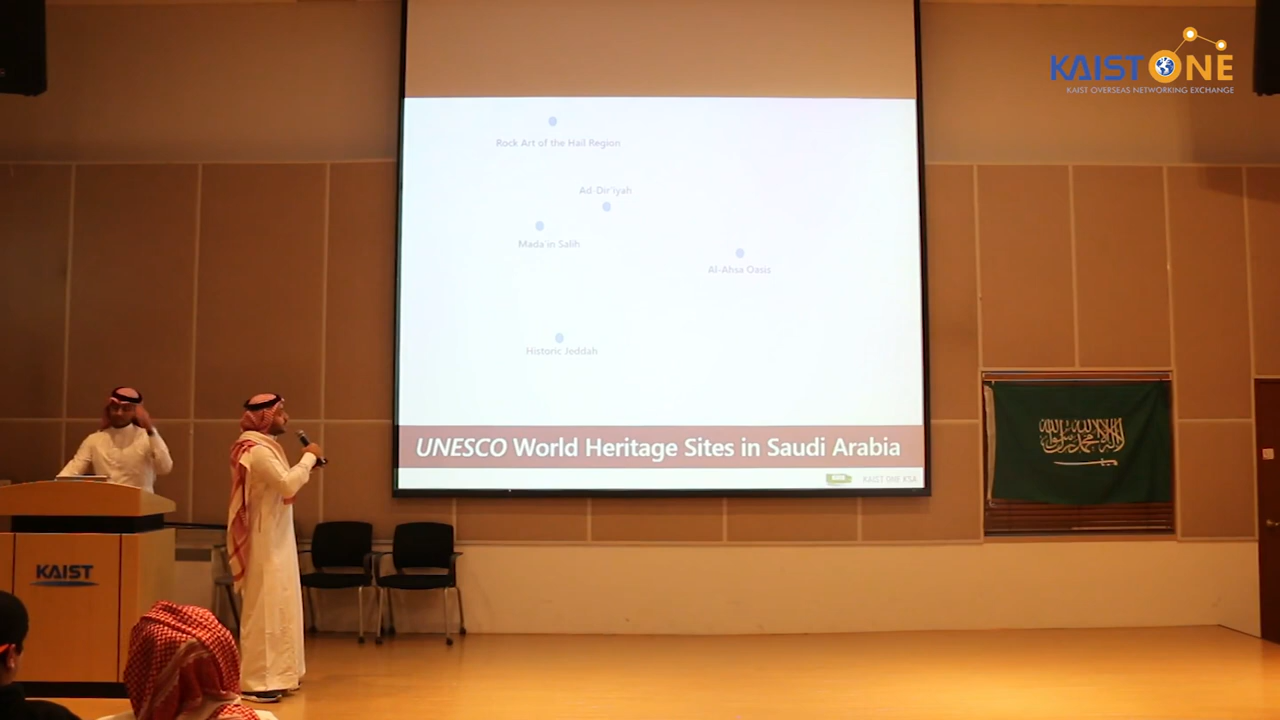 KAIST ONE
KAIST OVERSEAS NETWORKING EXCHANGE
Rock Art of the Hail Region
Ad-Dir'iyah
Mada'in Salih
Al-Ahsa Oasis
Historic Jeddah
UNESCO World Heritage Sites in Saudi Arabia
KAIST ONE KSA
لا إله إلا الله محمد رسول الله
KAIST